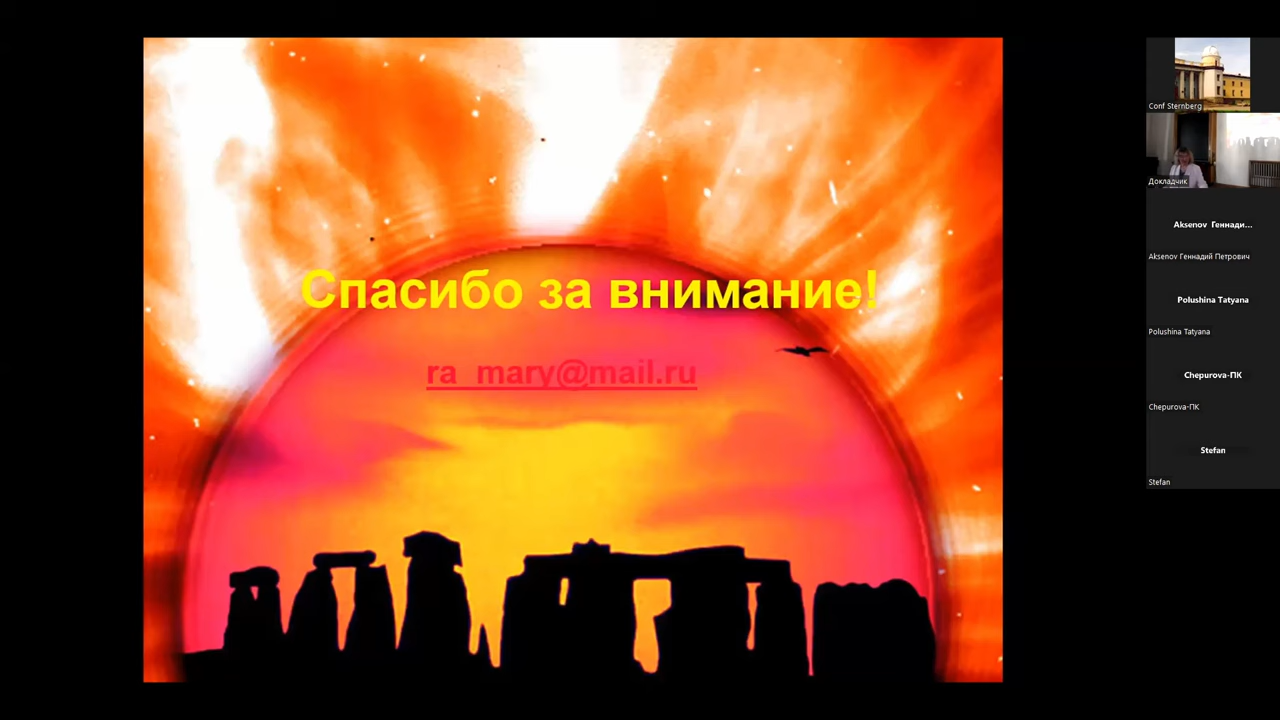 Спасибо за внимание!
ra_mary@mail.ru
Conf Sternberg
Докладчик
Aksenov Геннади...
Aksenov Геннадий Петрович
Polushina Tatyana
Polushina Tatyana
Chepurova-ПК
Chepurova-ПК
Stefan
Stefan